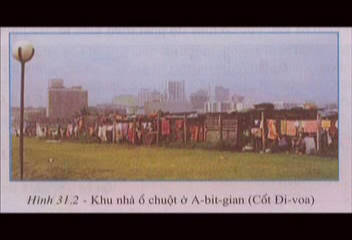 Hình 31.2 - Khu nhà ổ chuột ở A-bit-gian (Cốt Đi-voa)